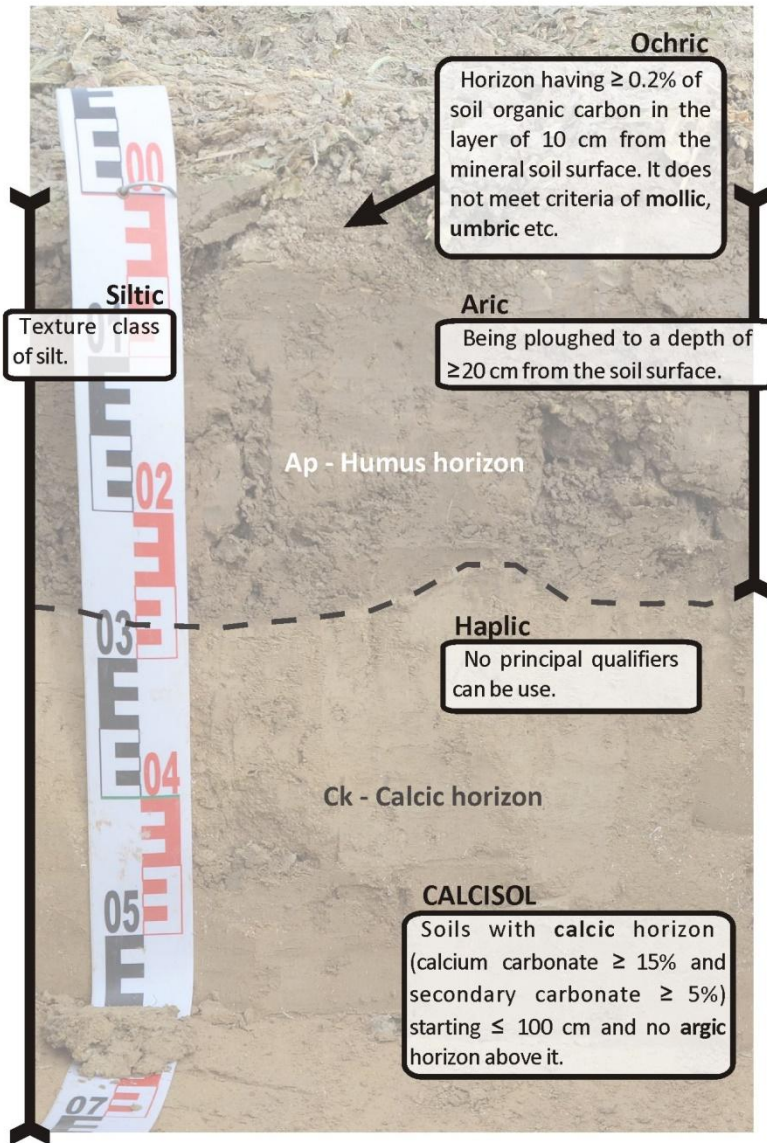 Ochric
Horizon having ≥ 0.2% of
soil organic carbon in the
layer of 10 cm from the
mineral soil surface. It does
not meet criteria of mollic,
umbric etc.
00
Siltic
Texture class
of silt.
01
Aric
Being ploughed to a depth of
≥20 cm from the soil surface.
Ap - Humus horizon
02
03
Haplic
No principal qualifiers
can be use.
04
Ck - Calcic horizon
05
CALCISOL
Soils with calcic horizon
(calcium carbonate ≥ 15% and
secondary carbonate ≥ 5%)
starting ≤ 100 cm and no argic
horizon above it.
07